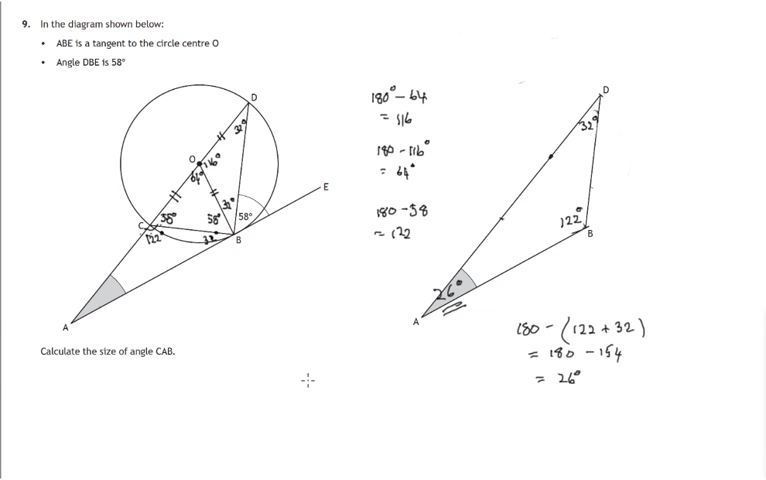 9. In the diagram shown below:
• ABE is a tangent to the circle centre O
• Angle DBE is 58°
D
32°
O
116°
64°
32°
E
58°
58°
58°
C
122°
32
B
A
Calculate the size of angle CAB.
180° - 64
= 116
180 - 116°
= 64°
180 - 58
= 122
D
32°
122°
B
26°
A
180 - (122 + 32)
= 180 - 154
= 26°